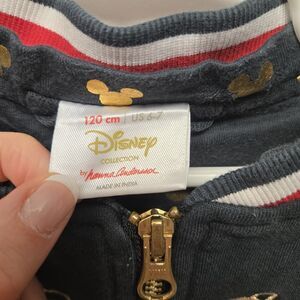 120 cm | US 6-7
Disney
COLLECTION
by hanna andersson
MADE IN INDIA